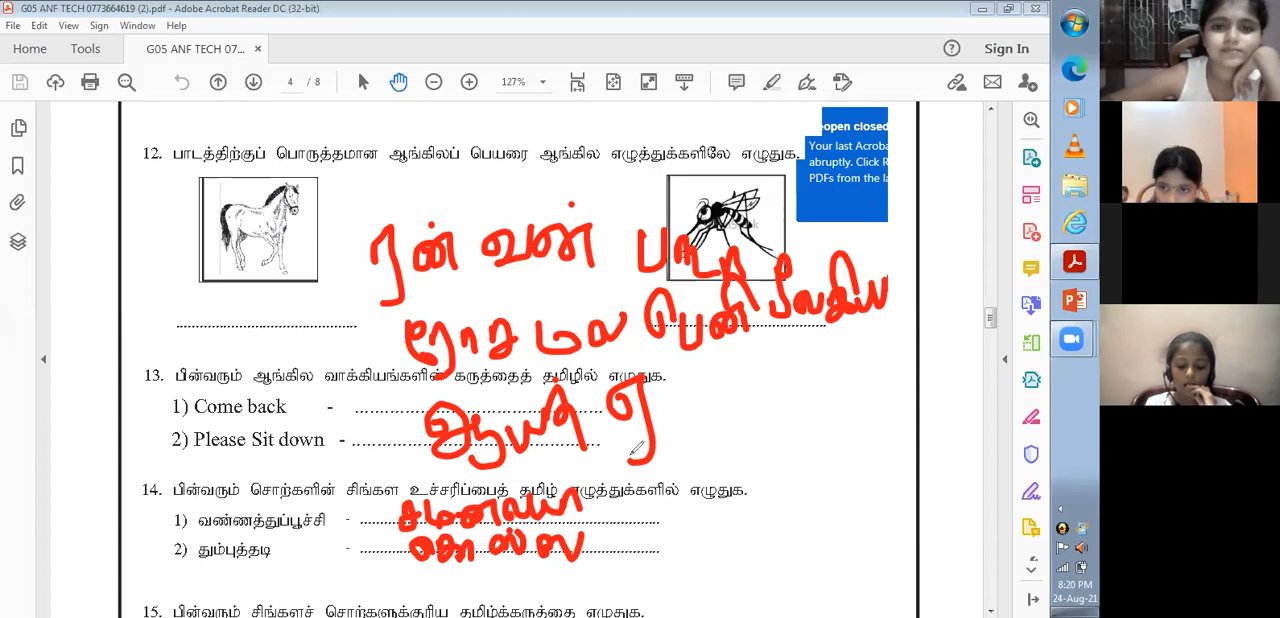 G05 ANF TECH 0773664619 (2).pdf - Adobe Acrobat Reader DC (32-bit)
File Edit View Sign Window Help
Home Tools G05 ANF TECH 07... × Sign In
4 / 8 127%
12. பாடத்திற்குப் பொருத்தமான ஆங்கிலப் பெயரை ஆங்கில எழுத்துக்களிலே எழுதுக.
open closed
Your last Acroba
abruptly. Click R
PDFs from the la
ரன் வன்
13. பின்வரும் ஆங்கில வாக்கியங்களின் கருத்தைத் தமிழில் எழுதுக.
1) Come back -
2) Please Sit down -
14. பின்வரும் சொற்களின் சிங்கள உச்சரிப்பைத் தமிழ் எழுத்துக்களில் எழுதுக.
1) வண்ணத்துப்பூச்சி - சமனலயா
2) தும்புத்தடி - கொஸ்ஸ
15. பின்வரும் சிங்களச் சொற்களுக்குரிய தமிழ்க்கருத்தை எழுதுக.
8:20 PM
24-Aug-21